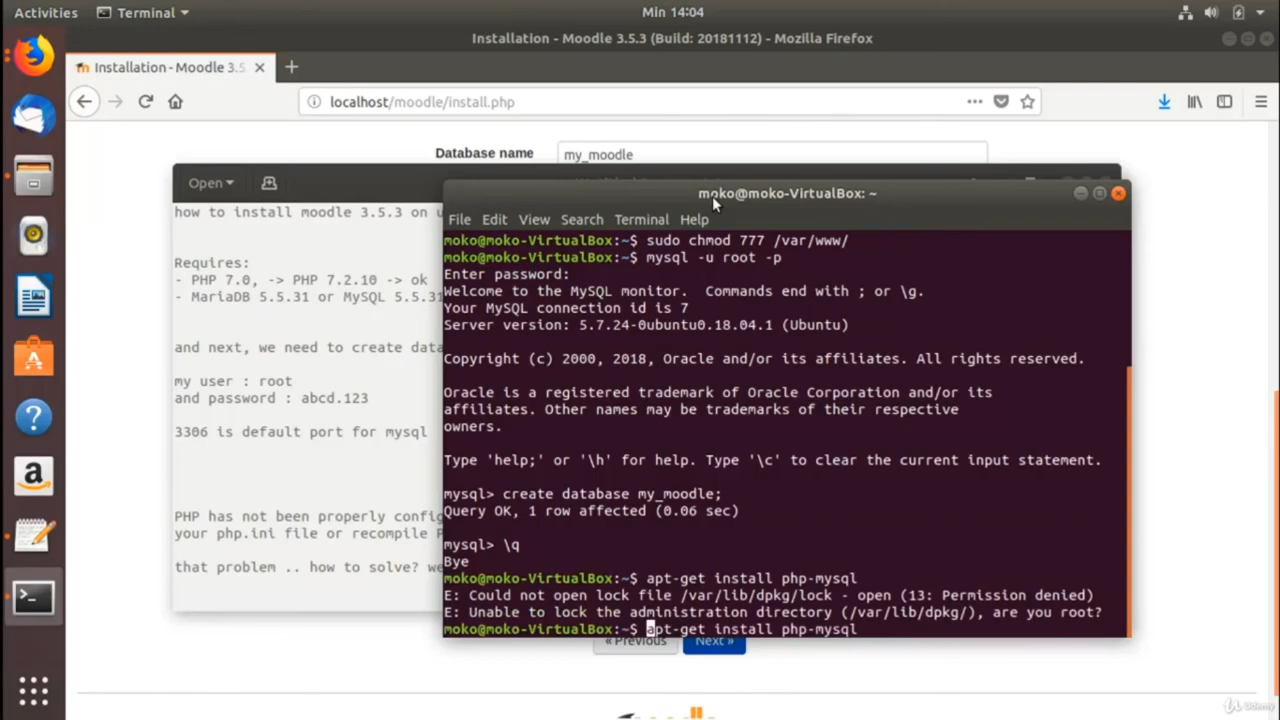 Activities
Terminal
Min 14:04
Installation - Moodle 3.5.3 (Build: 20181112) - Mozilla Firefox
Installation - Moodle 3.5
localhost/moodle/install.php
Database name
my_moodle
Open
how to install moodle 3.5.3 on u
Requires:
- PHP 7.0, -> PHP 7.2.10 -> ok
- MariaDB 5.5.31 or MySQL 5.5.31
and next, we need to create data
my user : root
and password : abcd.123
3306 is default port for mysql
PHP has not been properly config
your php.ini file or recompile P
that problem .. how to solve? we
moko@moko-VirtualBox: ~
File Edit View Search Terminal Help
moko@moko-VirtualBox:~$ sudo chmod 777 /var/www/
moko@moko-VirtualBox:~$ mysql -u root -p
Enter password:
Welcome to the MySQL monitor.  Commands end with ; or \g.
Your MySQL connection id is 7
Server version: 5.7.24-0ubuntu0.18.04.1 (Ubuntu)
Copyright (c) 2000, 2018, Oracle and/or its affiliates. All rights reserved.
Oracle is a registered trademark of Oracle Corporation and/or its
affiliates. Other names may be trademarks of their respective
owners.
Type 'help;' or '\h' for help. Type '\c' to clear the current input statement.
mysql> create database my_moodle;
Query OK, 1 row affected (0.06 sec)
mysql> \q
Bye
moko@moko-VirtualBox:~$ apt-get install php-mysql
E: Could not open lock file /var/lib/dpkg/lock - open (13: Permission denied)
E: Unable to lock the administration directory (/var/lib/dpkg/), are you root?
moko@moko-VirtualBox:~$ apt-get install php-mysql
« Previous
Next »
Udemy